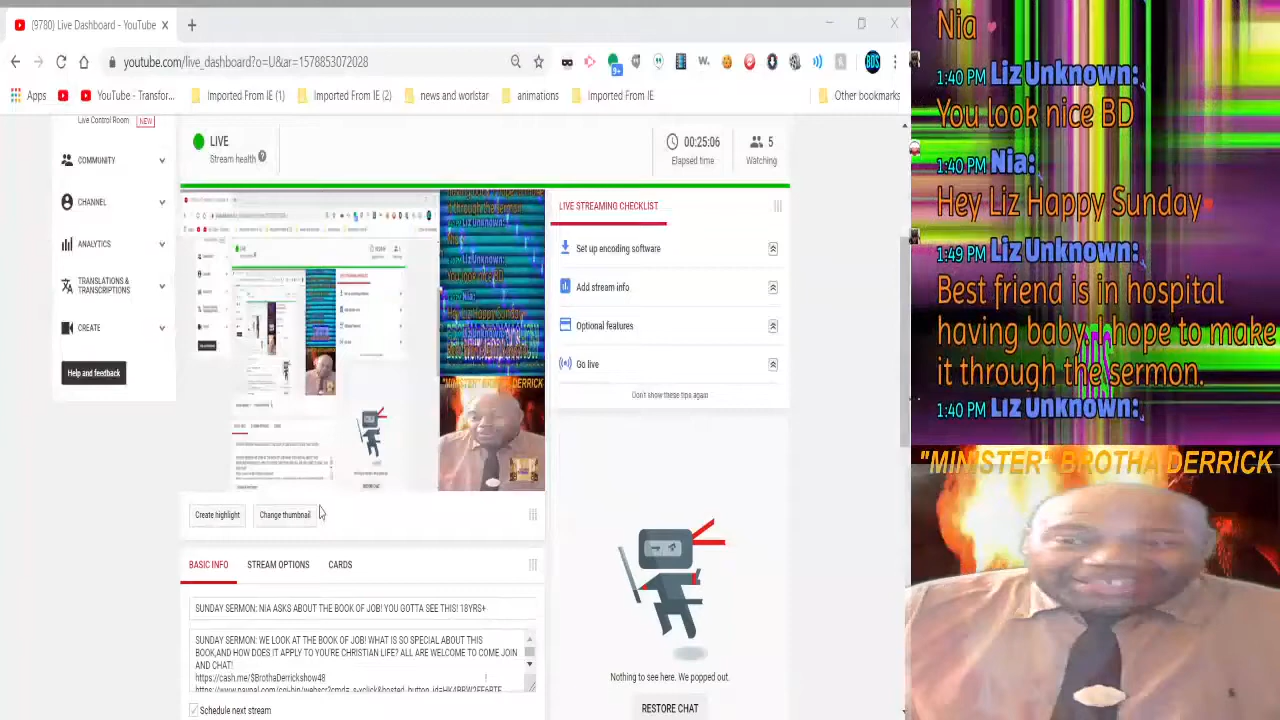 (9780) Live Dashboard - YouTube
youtube.com/live_dashboard?o=U&ar=1578853072028
Apps
YouTube - Transfor...
Imported From IE (1)
Imported From IE (2)
news and worlstar
animations
Imported From IE
Other bookmarks
Live Control Room NEW
COMMUNITY
CHANNEL
ANALYTICS
TRANSLATIONS &
TRANSCRIPTIONS
CREATE
Help and feedback
LIVE
Stream health
00:25:06
Elapsed time
5
Watching
LIVE STREAMING CHECKLIST
Set up encoding software
Add stream info
Optional features
Go live
Don't show these tips again
Create highlight
Change thumbnail
BASIC INFO
STREAM OPTIONS
CARDS
SUNDAY SERMON: NIA ASKS ABOUT THE BOOK OF JOB! YOU GOTTA SEE THIS! 18YRS+
SUNDAY SERMON: WE LOOK AT THE BOOK OF JOB! WHAT IS SO SPECIAL ABOUT THIS
BOOK,AND HOW DOES IT APPLY TO YOU'RE CHRISTIAN LIFE? ALL ARE WELCOME TO COME JOIN
AND CHAT!
https://cash.me/$BrothaDerrickshow48 !
Schedule next stream
Nothing to see here. We popped out.
RESTORE CHAT
Nia
1:40 PM Liz Unknown:
You look nice BD
1:40 PM Nia:
Hey Liz Happy Sunday
1:49 PM Liz Unknown:
Best friend is in hospital
having baby. I hope to make
it through the sermon.
1:40 PM Liz Unknown:
"MINISTER" BROTHA DERRICK